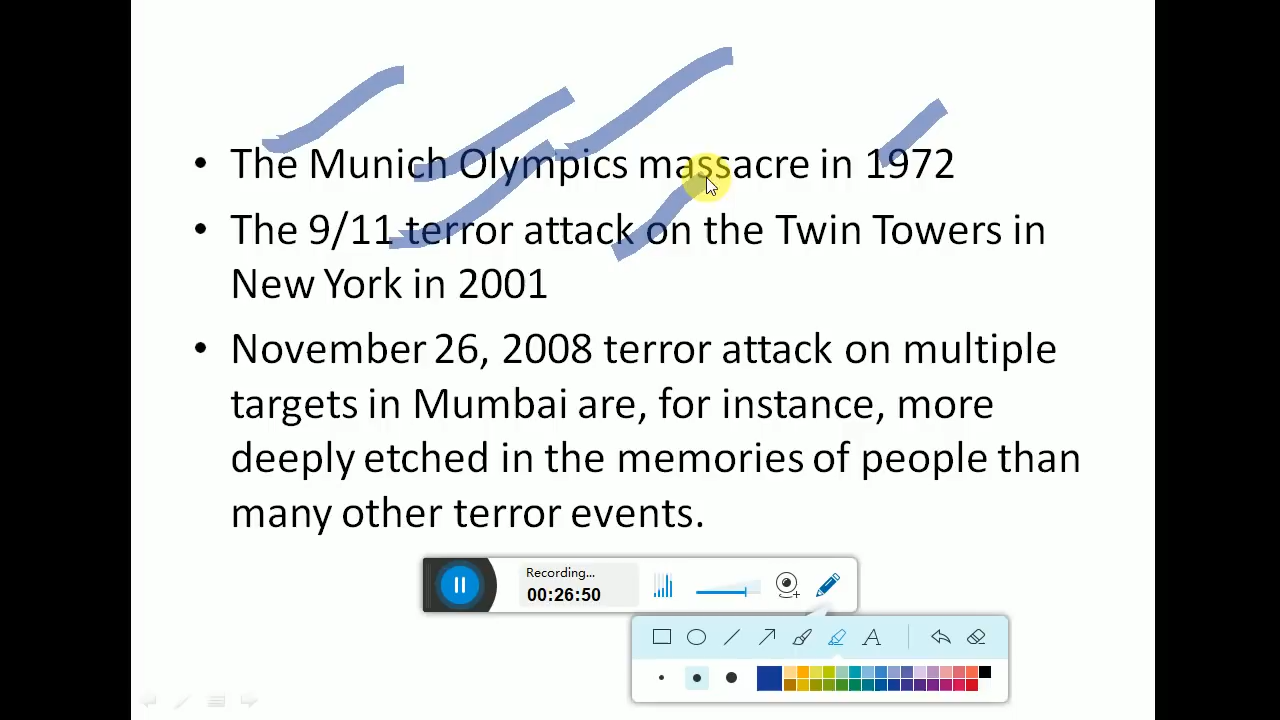 • The Munich Olympics massacre in 1972
• The 9/11 terror attack on the Twin Towers in
New York in 2001
• November 26, 2008 terror attack on multiple
targets in Mumbai are, for instance, more
deeply etched in the memories of people than
many other terror events.
Recording...
00:26:50
A